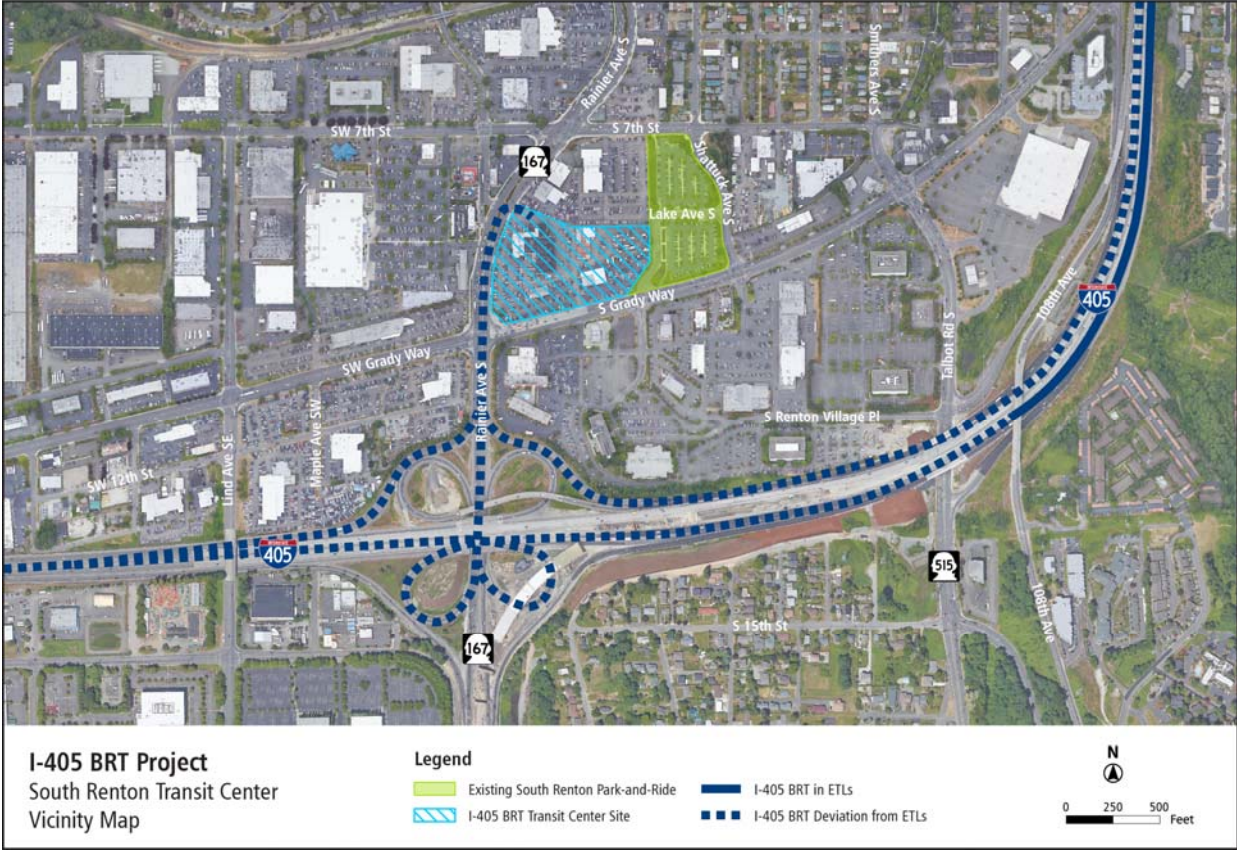 Rainier Ave S
Smithers Ave S
SW 7th St
S 7th St
167
Shattuck Ave S
Lake Ave S
S Grady Way
108th Ave
INTERSTATE
405
SW Grady Way
Rainier Ave S
Talbot Rd S
S Renton Village Pl
Maple Ave SW
Lind Ave SE
SW 12th St
INTERSTATE
405
515
108th Ave
S 15th St
167
I-405 BRT Project
South Renton Transit Center
Vicinity Map
Legend
Existing South Renton Park-and-Ride
I-405 BRT Transit Center Site
I-405 BRT in ETLs
I-405 BRT Deviation from ETLs
N
0 250 500
Feet